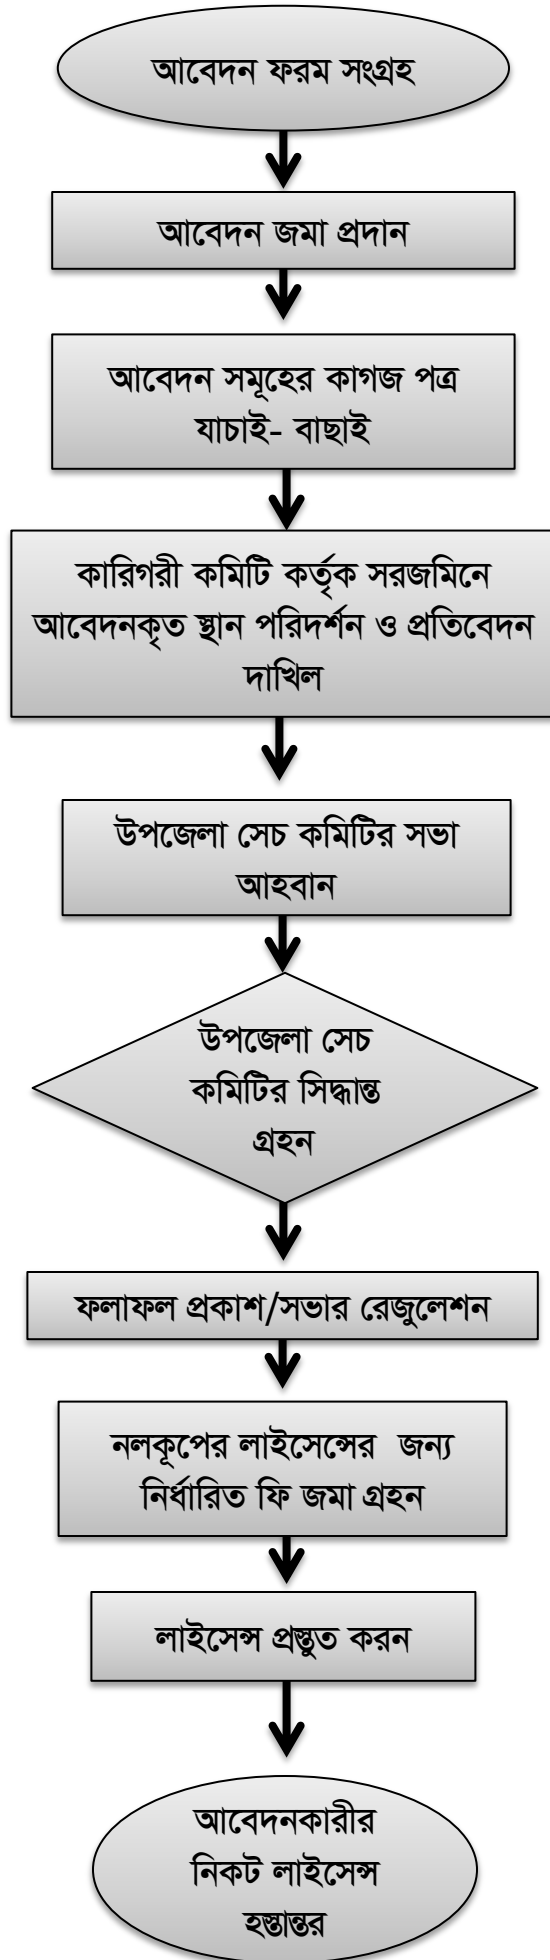 আবেদন ফরম সংগ্রহ
আবেদন জমা প্রদান
আবেদন সমূহের কাগজ পত্র
যাচাই- বাছাই
কারিগরী কমিটি কর্তৃক সরজমিনে
আবেদনকৃত স্থান পরিদর্শন ও প্রতিবেদন
দাখিল
উপজেলা সেচ কমিটির সভা
আহবান
উপজেলা সেচ
কমিটির সিদ্ধান্ত
গ্রহন
ফলাফল প্রকাশ/সভার রেজুলেশন
নলকূপের লাইসেন্সের জন্য
নির্ধারিত ফি জমা গ্রহন
লাইসেন্স প্রস্তুত করন
আবেদনকারীর
নিকট লাইসেন্স
হস্তান্তর